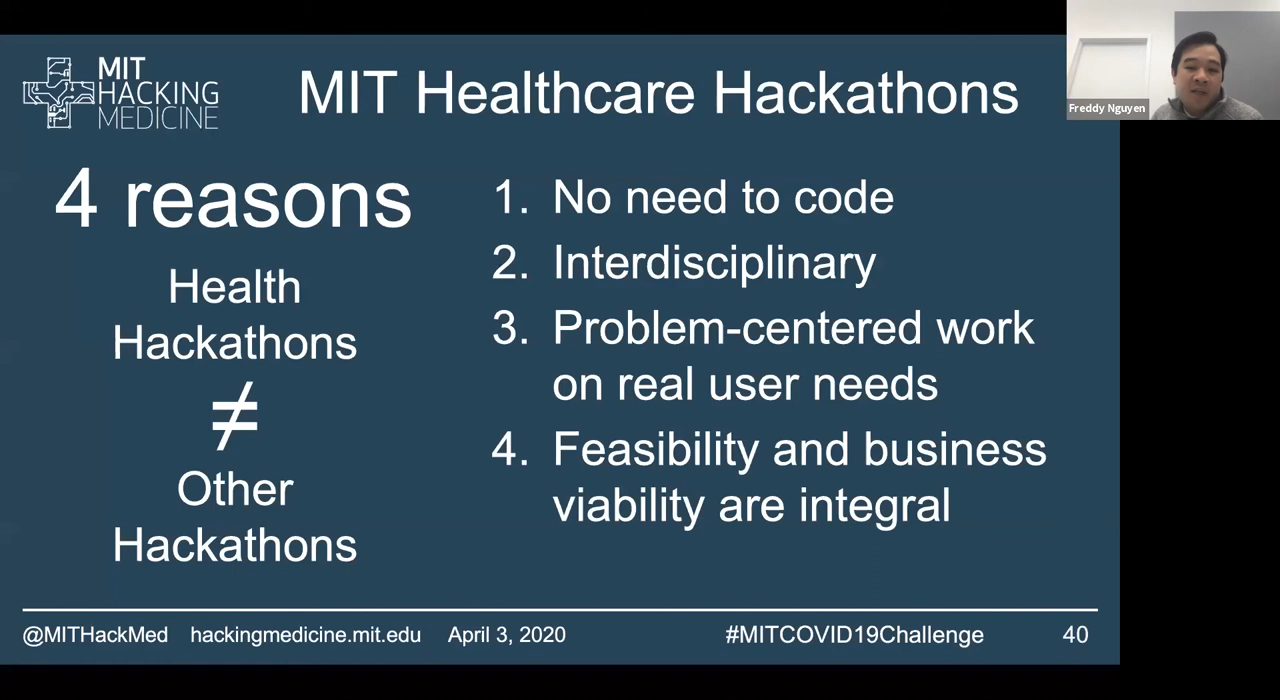 MIT
HACKING
MEDICINE
MIT Healthcare Hackathons
Freddy Nguyen
4 reasons
Health
Hackathons
≠
Other
Hackathons
1. No need to code
2. Interdisciplinary
3. Problem-centered work
on real user needs
4. Feasibility and business
viability are integral
@MITHackMed hackingmedicine.mit.edu April 3, 2020 #MITCOVID19Challenge 40